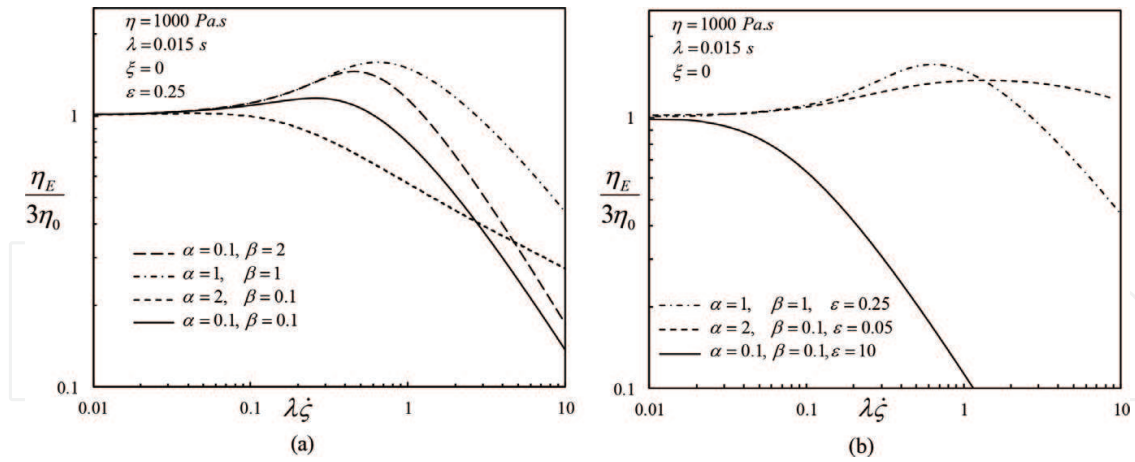 η = 1000 Pa.s
λ = 0.015 s
ξ = 0
ε = 0.25
1
η_E
3η_0
α = 0.1, β = 2
α = 1, β = 1
α = 2, β = 0.1
α = 0.1, β = 0.1
0.1
0.01 0.1 1 10
λξ̇
(a)
η = 1000 Pa.s
λ = 0.015 s
ξ = 0
1
η_E
3η_0
α = 1, β = 1, ε = 0.25
α = 2, β = 0.1, ε = 0.05
α = 0.1, β = 0.1, ε = 10
0.1
0.01 0.1 1 10
λξ̇
(b)